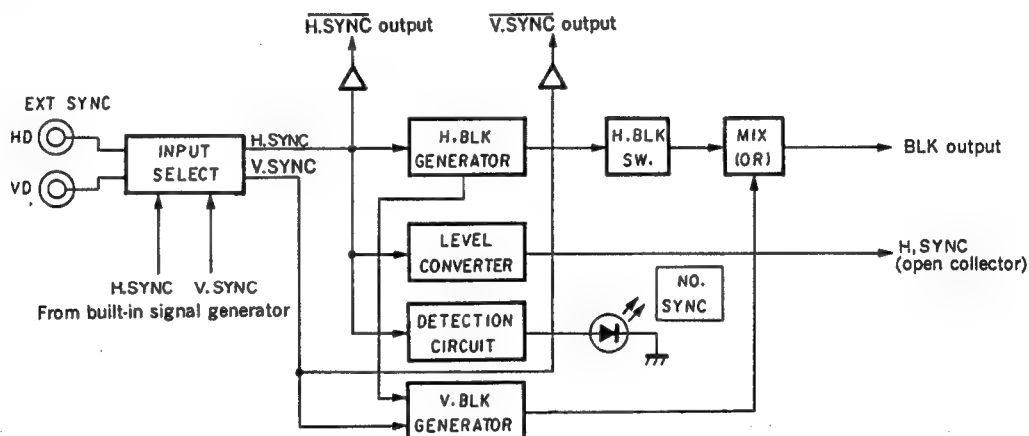 H.SYNC output
V.SYNC output
EXT SYNC
HD
VD
INPUT
SELECT
H.SYNC
V.SYNC
H.SYNC V.SYNC
From built-in signal generator
H.BLK
GENERATOR
H.BLK
SW.
MIX
(OR)
BLK output
LEVEL
CONVERTER
H,SYNC
(open collector)
NO.
SYNC
DETECTION
CIRCUIT
V.BLK
GENERATOR